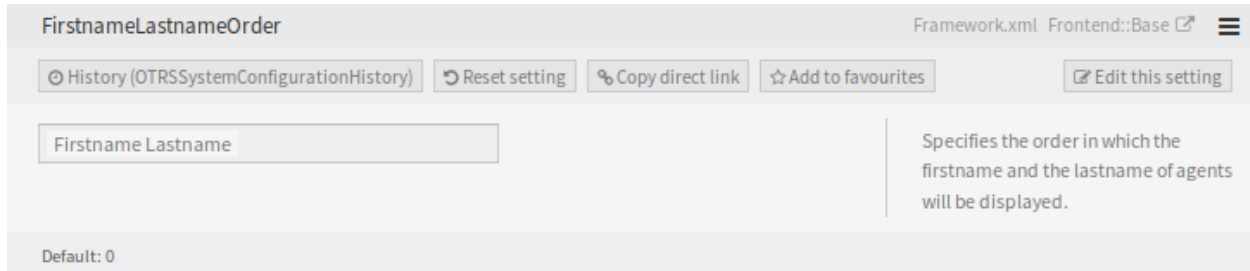 FirstnameLastnameOrder Framework.xml Frontend::Base
History (OTRSSystemConfigurationHistory) Reset setting Copy direct link Add to favourites Edit this setting
Firstname Lastname
Specifies the order in which the
firstname and the lastname of agents
will be displayed.
Default: 0